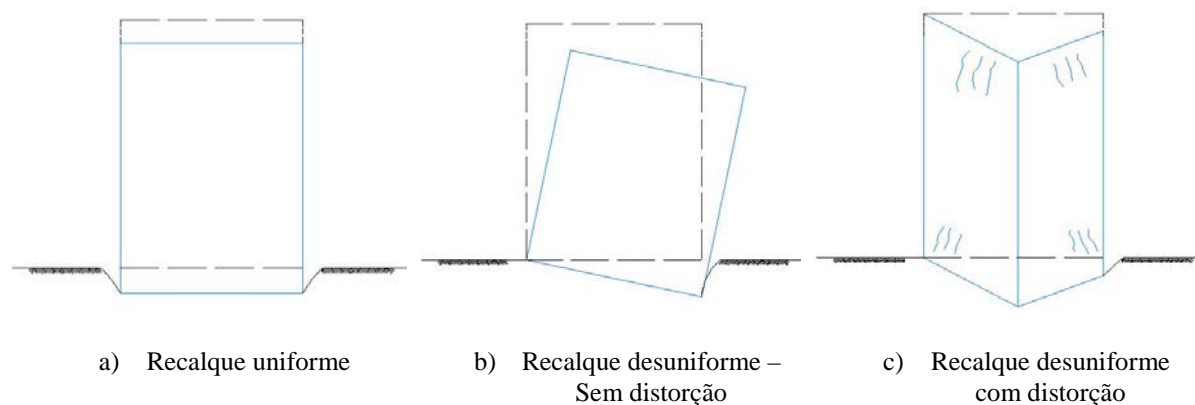 a) Recalque uniforme
b) Recalque desuniforme –
Sem distorção
c) Recalque desuniforme
com distorção